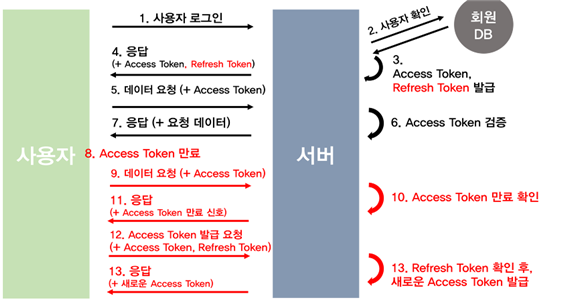 1. 사용자 로그인
2. 사용자 확인
회원
DB
4. 응답
(+ Access Token, Refresh Token)
3.
Access Token,
Refresh Token 발급
5. 데이터 요청 (+ Access Token)
7. 응답 (+ 요청 데이터)
6. Access Token 검증
사용자
8. Access Token 만료
서버
9. 데이터 요청 (+ Access Token)
10. Access Token 만료 확인
11. 응답
(+ Access Token 만료 신호)
12. Access Token 발급 요청
(+ Access Token, Refresh Token)
13. 응답
(+ 새로운 Access Token)
13. Refresh Token 확인 후,
새로운 Access Token 발급